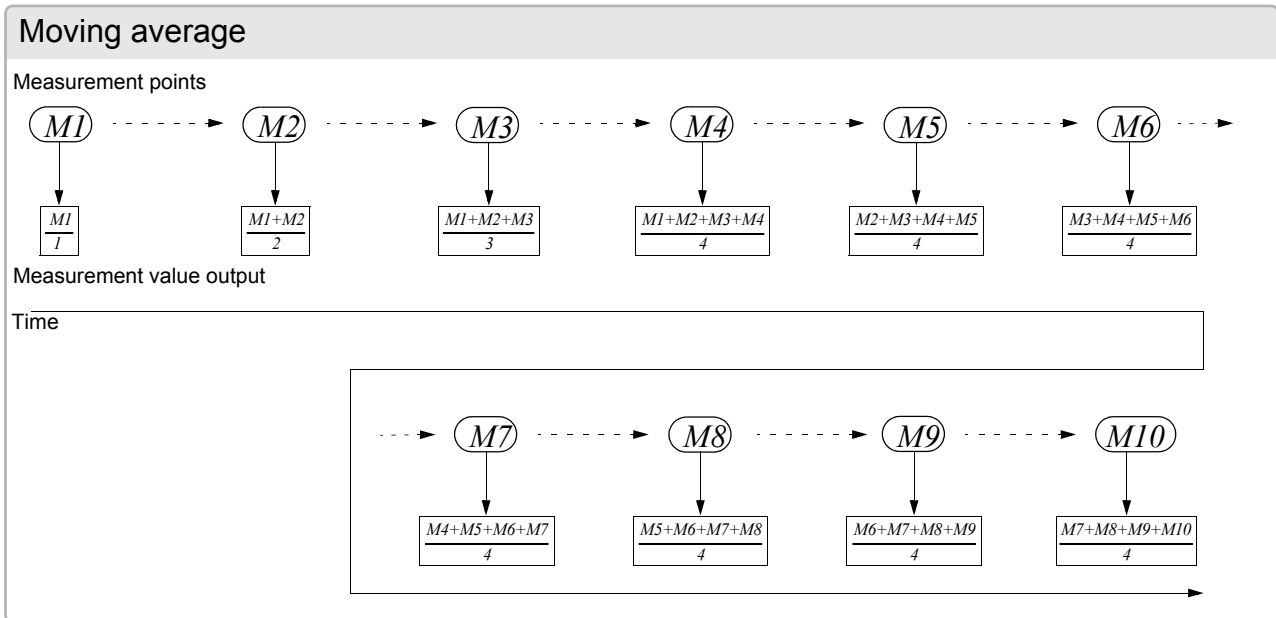 Moving average
Measurement points
M1 M2 M3 M4 M5 M6
M1 M1+M2 M1+M2+M3 M1+M2+M3+M4 M2+M3+M4+M5 M3+M4+M5+M6
1 2 3 4 4 4
Measurement value output
Time
M7 M8 M9 M10
M4+M5+M6+M7 M5+M6+M7+M8 M6+M7+M8+M9 M7+M8+M9+M10
4 4 4 4